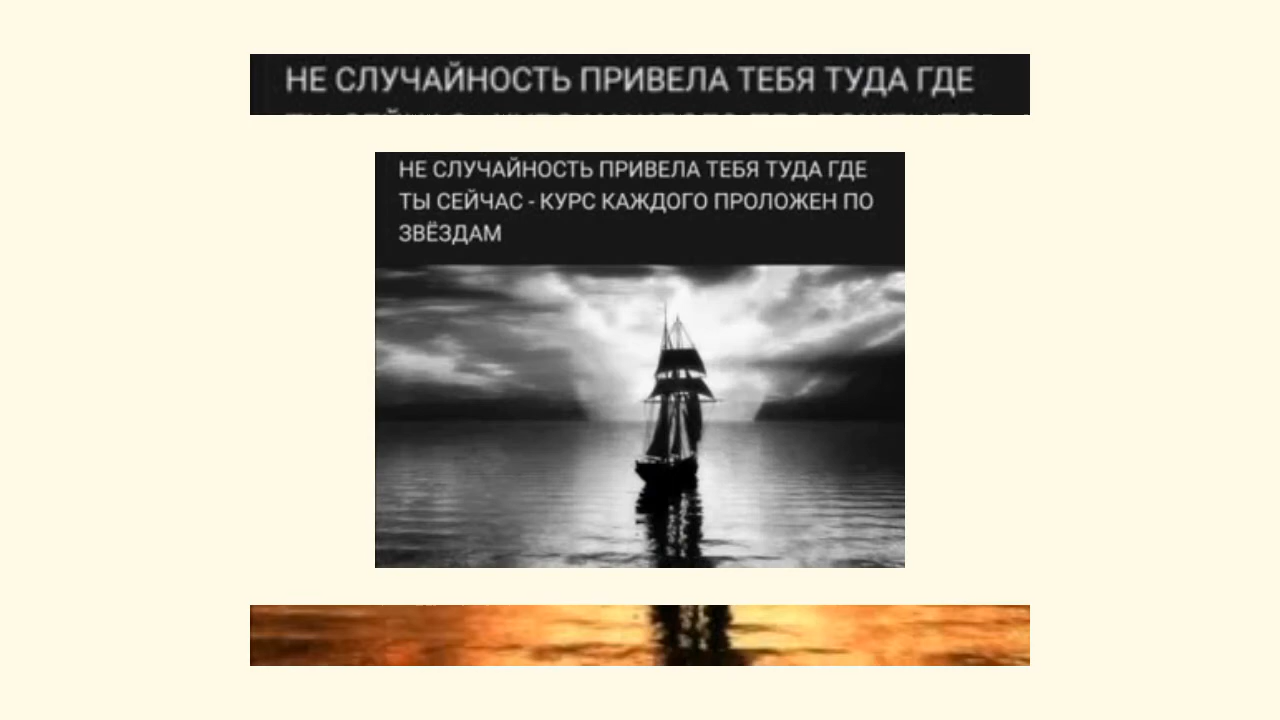 НЕ СЛУЧАЙНОСТЬ ПРИВЕЛА ТЕБЯ ТУДА ГДЕ
НЕ СЛУЧАЙНОСТЬ ПРИВЕЛА ТЕБЯ ТУДА ГДЕ
ТЫ СЕЙЧАС - КУРС КАЖДОГО ПРОЛОЖЕН ПО
ЗВЁЗДАМ